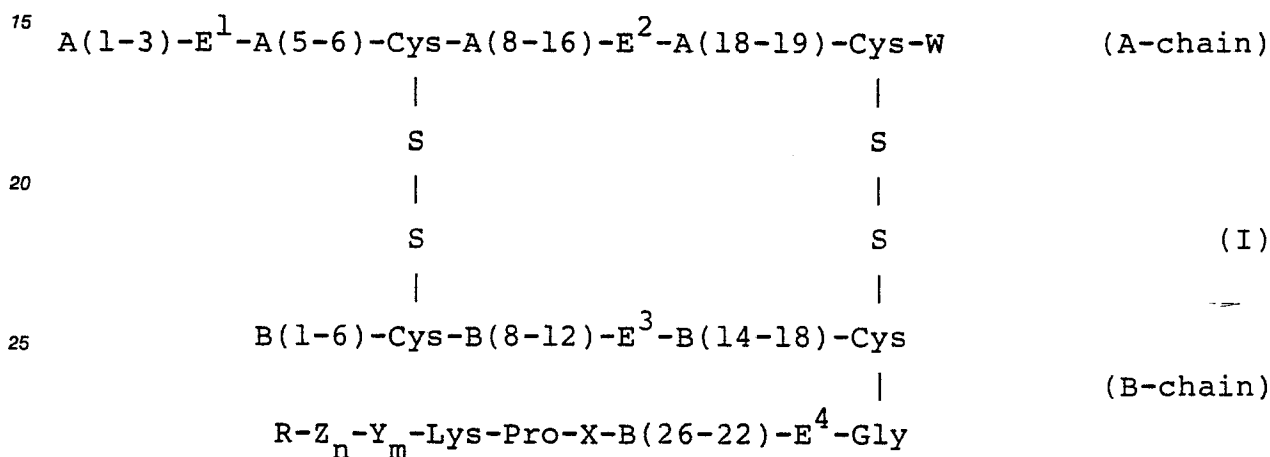 15
A(1-3)-E¹-A(5-6)-Cys-A(8-16)-E²-A(18-19)-Cys-W (A-chain)
| |
S S
20
| |
S S (I)
| |
25 B(1-6)-Cys-B(8-12)-E³-B(14-18)-Cys
| (B-chain)
R-Zₙ-Yₘ-Lys-Pro-X-B(26-22)-E⁴-Gly